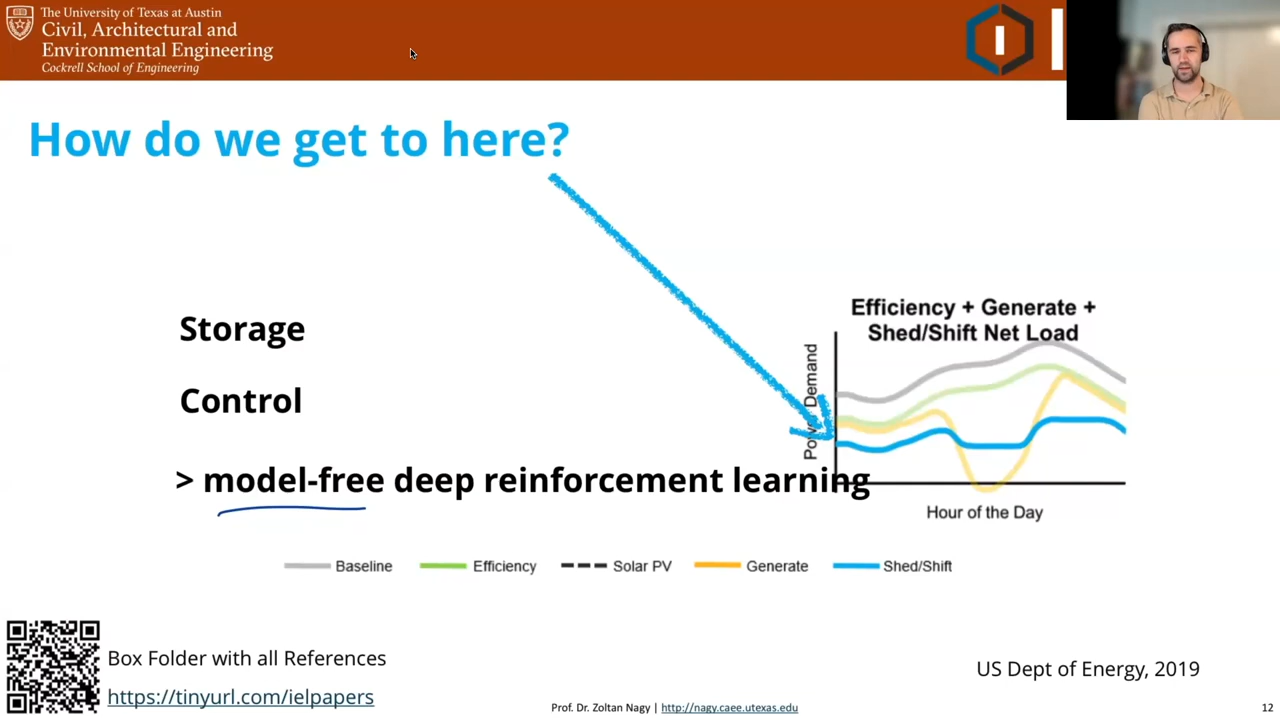 The University of Texas at Austin
Civil, Architectural and
Environmental Engineering
Cockrell School of Engineering
How do we get to here?
Storage
Control
> model-free deep reinforcement learning
Efficiency + Generate +
Shed/Shift Net Load
Power Demand
Hour of the Day
Baseline
Efficiency
Solar PV
Generate
Shed/Shift
Box Folder with all References
https://tinyurl.com/ielpapers
US Dept of Energy, 2019
Prof. Dr. Zoltan Nagy | http://nagy.caee.utexas.edu
12